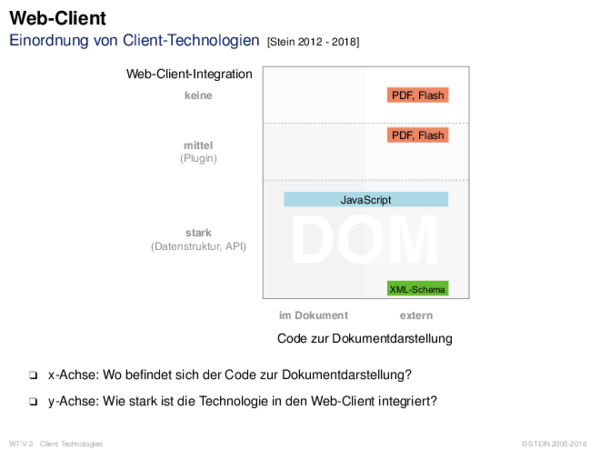 Web-Client
Einordnung von Client-Technologien [Stein 2012 - 2018]
Web-Client-Integration
keine
PDF, Flash
mittel
(Plugin)
PDF, Flash
JavaScript
stark
(Datenstruktur, API)
DOM
XML-Schema
im Dokument extern
Code zur Dokumentdarstellung
❑ x-Achse: Wo befindet sich der Code zur Dokumentdarstellung?
❑ y-Achse: Wie stark ist die Technologie in den Web-Client integriert?
WT:V-2 Client Technologies © STEIN 2005-2018